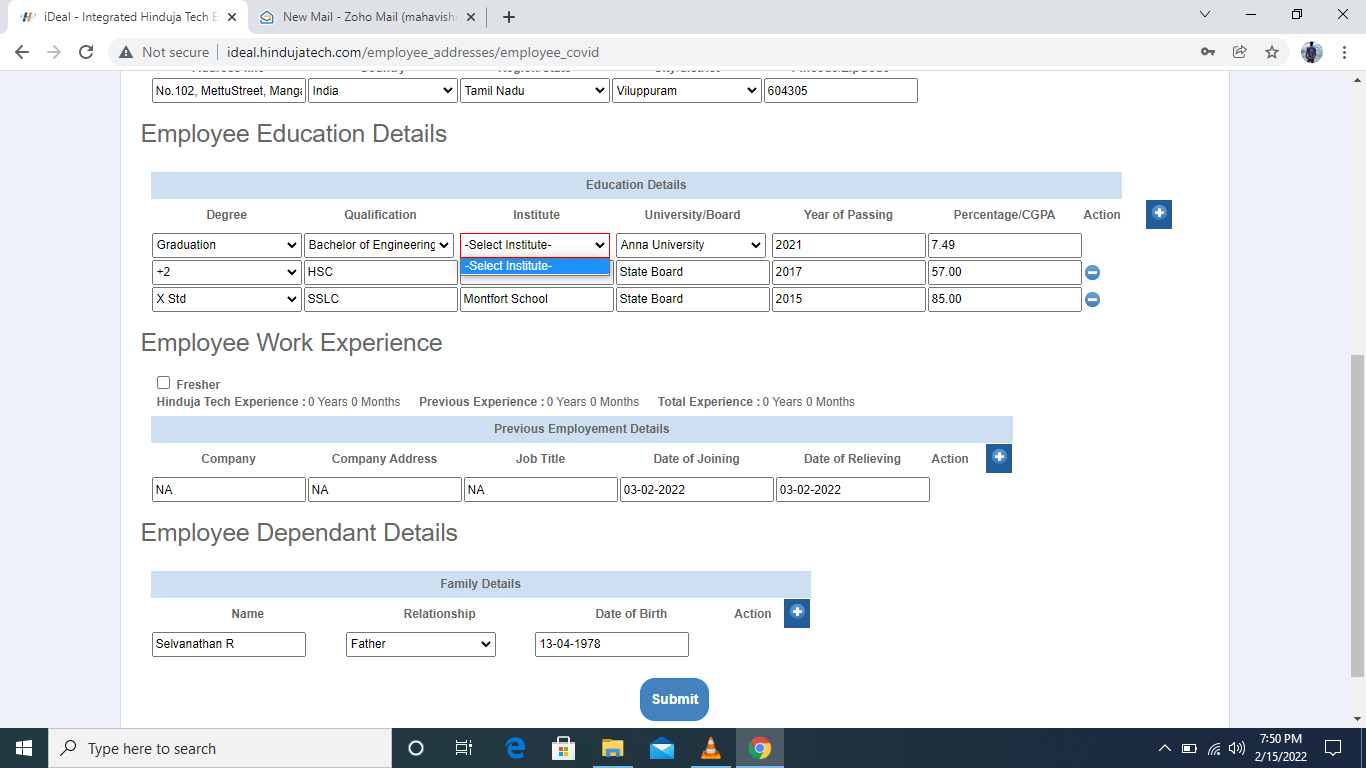 iDeal - Integrated Hinduja Tech E
New Mail - Zoho Mail (mahavishn
Not secure
ideal.hindujatech.com/employee_addresses/employee_covid
No.102, MettuStreet, Manga India Tamil Nadu Viluppuram 604305
Employee Education Details
Education Details
Degree Qualification Institute University/Board Year of Passing Percentage/CGPA Action
Graduation Bachelor of Engineering -Select Institute- Anna University 2021 7.49
-Select Institute-
+2 HSC State Board 2017 57.00
X Std SSLC Montfort School State Board 2015 85.00
Employee Work Experience
Fresher
Hinduja Tech Experience : 0 Years 0 Months Previous Experience : 0 Years 0 Months Total Experience : 0 Years 0 Months
Previous Employement Details
Company Company Address Job Title Date of Joining Date of Relieving Action
NA NA NA 03-02-2022 03-02-2022
Employee Dependant Details
Family Details
Name Relationship Date of Birth Action
Selvanathan R Father 13-04-1978
Submit
Type here to search
7:50 PM
2/15/2022